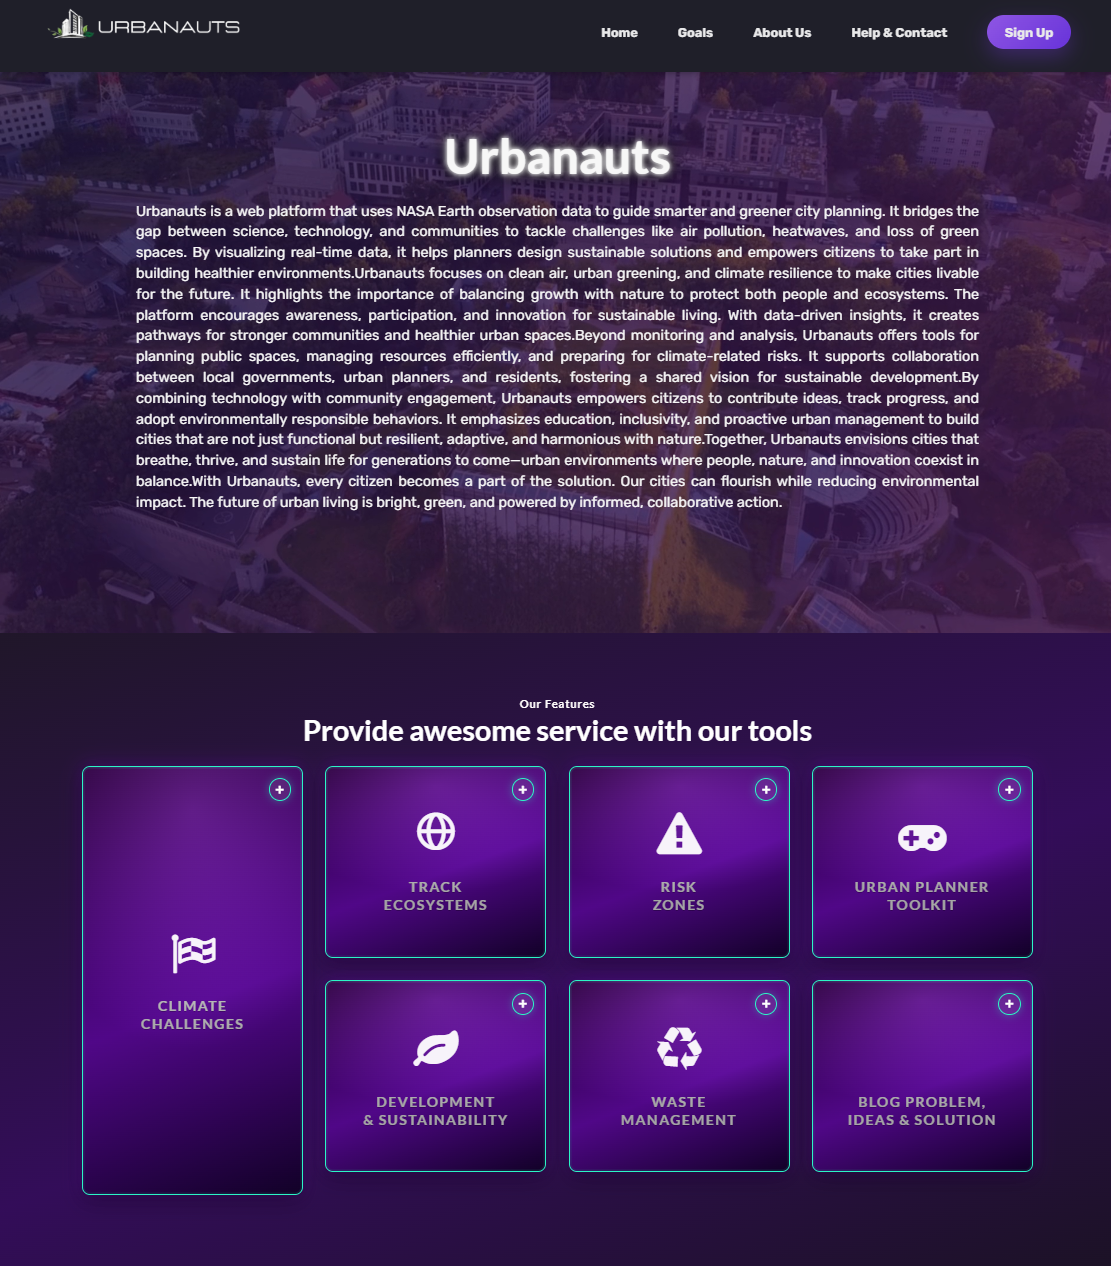 URBANAUTS
Home
Goals
About Us
Help & Contact
Sign Up
Urbanauts
Urbanauts is a web platform that uses NASA Earth observation data to guide smarter and greener city planning. It bridges the
gap between science, technology, and communities to tackle challenges like air pollution, heatwaves, and loss of green
spaces. By visualizing real-time data, it helps planners design sustainable solutions and empowers citizens to take part in
building healthier environments.Urbanauts focuses on clean air, urban greening, and climate resilience to make cities livable
for the future. It highlights the importance of balancing growth with nature to protect both people and ecosystems. The
platform encourages awareness, participation, and innovation for sustainable living. With data-driven insights, it creates
pathways for stronger communities and healthier urban spaces.Beyond monitoring and analysis, Urbanauts offers tools for
planning public spaces, managing resources efficiently, and preparing for climate-related risks. It supports collaboration
between local governments, urban planners, and residents, fostering a shared vision for sustainable development.By
combining technology with community engagement, Urbanauts empowers citizens to contribute ideas, track progress, and
adopt environmentally responsible behaviors. It emphasizes education, inclusivity, and proactive urban management to build
cities that are not just functional but resilient, adaptive, and harmonious with nature.Together, Urbanauts envisions cities that
breathe, thrive, and sustain life for generations to come—urban environments where people, nature, and innovation coexist in
balance.With Urbanauts, every citizen becomes a part of the solution. Our cities can flourish while reducing environmental
impact. The future of urban living is bright, green, and powered by informed, collaborative action.
Our Features
Provide awesome service with our tools
CLIMATE
CHALLENGES
TRACK
ECOSYSTEMS
RISK
ZONES
URBAN PLANNER
TOOLKIT
DEVELOPMENT
& SUSTAINABILITY
WASTE
MANAGEMENT
BLOG PROBLEM,
IDEAS & SOLUTION